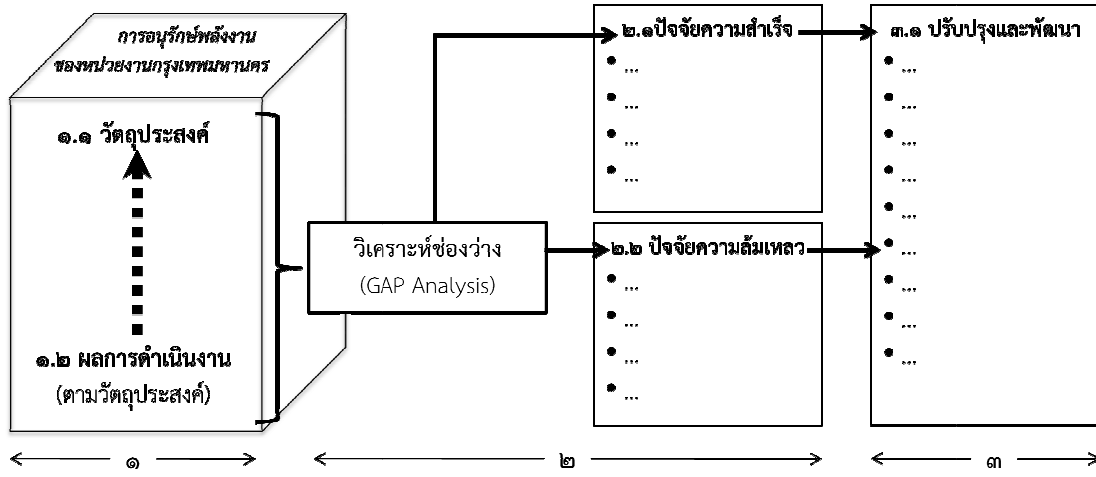 การอนุรักษ์พลังงาน
ของหน่วยงานกรุงเทพมหานคร
๑.๑ วัตถุประสงค์
๑.๒ ผลการดำเนินงาน
(ตามวัตถุประสงค์)
วิเคราะห์ช่องว่าง
(GAP Analysis)
๒.๑ปัจจัยความสำเร็จ
• ...
• ...
• ...
• ...
๒.๒ ปัจจัยความล้มเหลว
• ...
• ...
• ...
• ...
๓.๑ ปรับปรุงและพัฒนา
• ...
• ...
• ...
• ...
• ...
• ...
• ...
• ...
• ...
๑
๒
๓